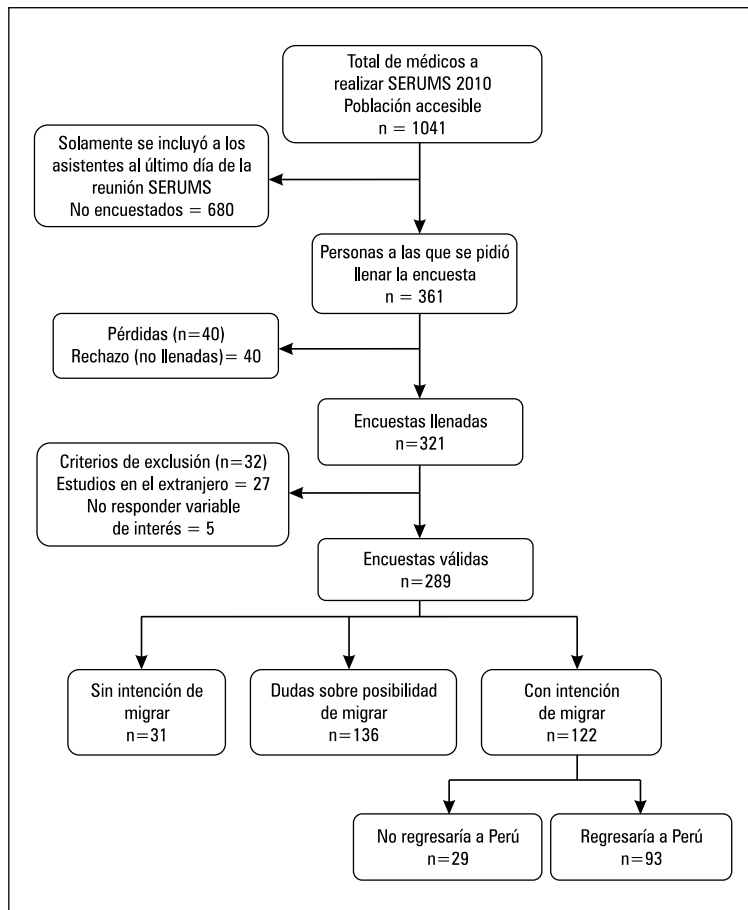 Total de médicos a
realizar SERUMS 2010
Población accesible
n = 1041
Solamente se incluyó a los
asistentes al último día de la
reunión SERUMS
No encuestados = 680
Personas a las que se pidió
llenar la encuesta
n = 361
Pérdidas (n=40)
Rechazo (no llenadas)= 40
Encuestas llenadas
n=321
Criterios de exclusión (n=32)
Estudios en el extranjero = 27
No responder variable
de interés = 5
Encuestas válidas
n=289
Sin intención de
migrar
n=31
Dudas sobre posibilidad
de migrar
n=136
Con intención
de migrar
n=122
No regresaría a Perú
n=29
Regresaría a Perú
n=93